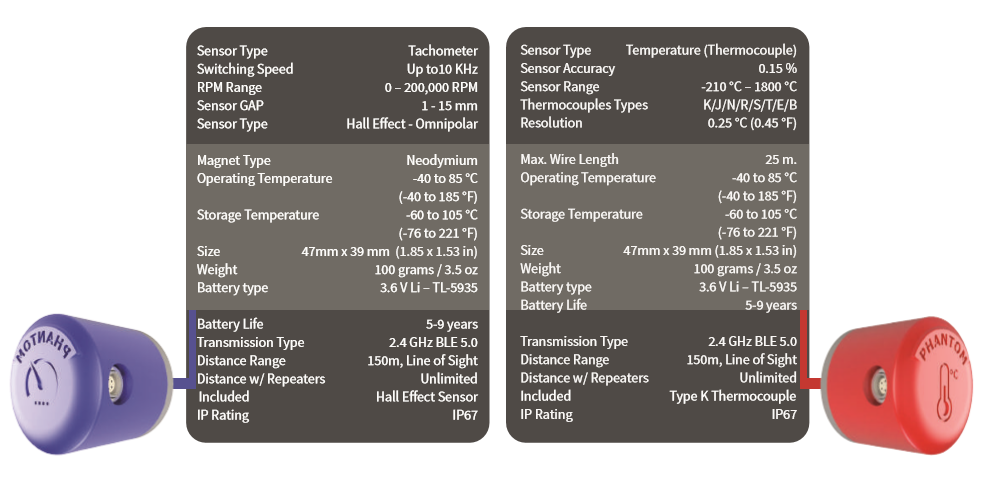 Sensor Type Tachometer
Switching Speed Up to10 KHz
RPM Range 0 – 200,000 RPM
Sensor GAP 1 - 15 mm
Sensor Type Hall Effect - Omnipolar
Magnet Type Neodymium
Operating Temperature -40 to 85 °C
(-40 to 185 °F)
Storage Temperature -60 to 105 °C
(-76 to 221 °F)
Size 47mm x 39 mm (1.85 x 1.53 in)
Weight 100 grams / 3.5 oz
Battery type 3.6 V Li – TL-5935
Battery Life 5-9 years
Transmission Type 2.4 GHz BLE 5.0
Distance Range 150m, Line of Sight
Distance w/ Repeaters Unlimited
Included Hall Effect Sensor
IP Rating IP67
PHANTOM
Sensor Type Temperature (Thermocouple)
Sensor Accuracy 0.15 %
Sensor Range -210 °C – 1800 °C
Thermocouples Types K/J/N/R/S/T/E/B
Resolution 0.25 °C (0.45 °F)
Max. Wire Length 25 m.
Operating Temperature -40 to 85 °C
(-40 to 185 °F)
Storage Temperature -60 to 105 °C
(-76 to 221 °F)
Size 47mm x 39 mm (1.85 x 1.53 in)
Weight 100 grams / 3.5 oz
Battery type 3.6 V Li – TL-5935
Battery Life 5-9 years
Transmission Type 2.4 GHz BLE 5.0
Distance Range 150m, Line of Sight
Distance w/ Repeaters Unlimited
Included Type K Thermocouple
IP Rating IP67
PHANTOM
°C